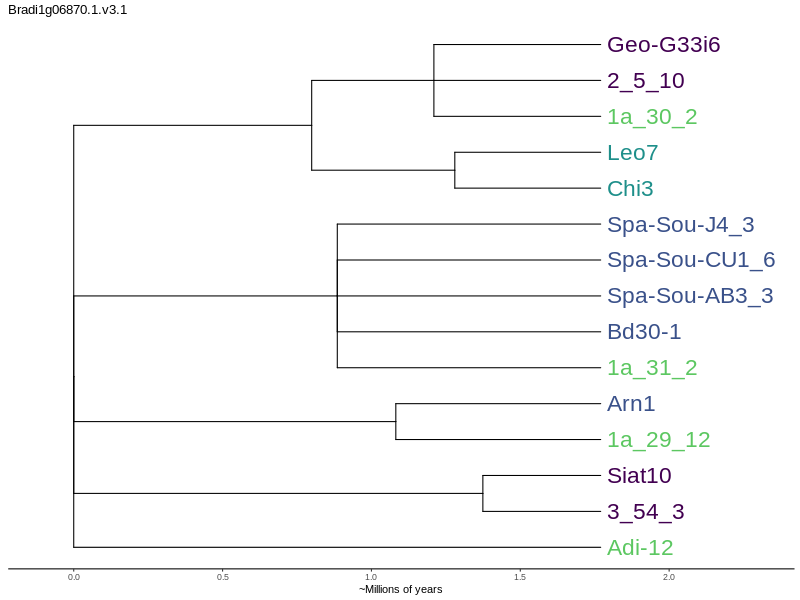 Bradi1g06870.1.v3.1
Geo-G33i6
2_5_10
1a_30_2
Leo7
Chi3
Spa-Sou-J4_3
Spa-Sou-CU1_6
Spa-Sou-AB3_3
Bd30-1
1a_31_2
Arn1
1a_29_12
Siat10
3_54_3
Adi-12
0.0 0.5 1.0 1.5 2.0
~Millions of years